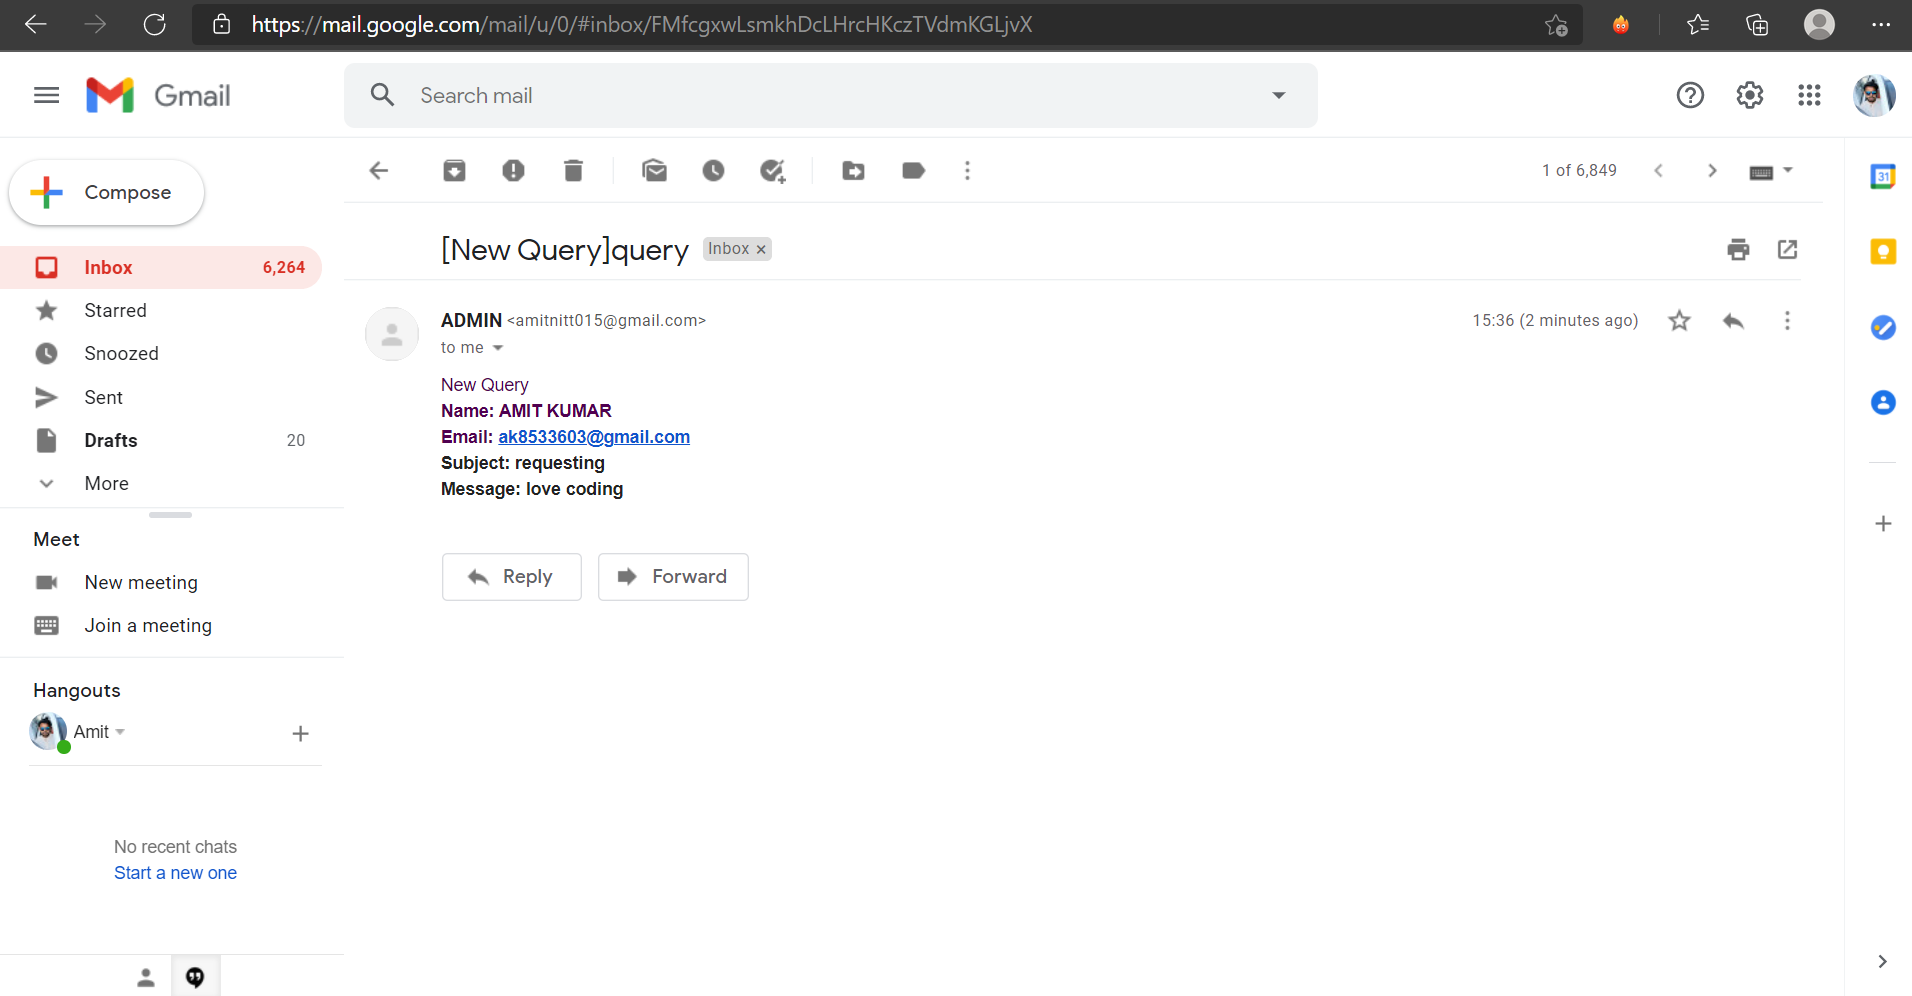 https://mail.google.com/mail/u/0/#inbox/FMfcgxwLsmkhDcLHrcHKczTVdmKGLjvX
Gmail
Search mail
Compose
1 of 6,849
31
[New Query]query Inbox ×
Inbox 6,264
Starred
Snoozed
Sent
Drafts 20
More
ADMIN <amitnitt015@gmail.com> 15:36 (2 minutes ago)
to me
New Query
Name: AMIT KUMAR
Email: ak8533603@gmail.com
Subject: requesting
Message: love coding
Reply Forward
Meet
New meeting
Join a meeting
Hangouts
Amit
No recent chats
Start a new one